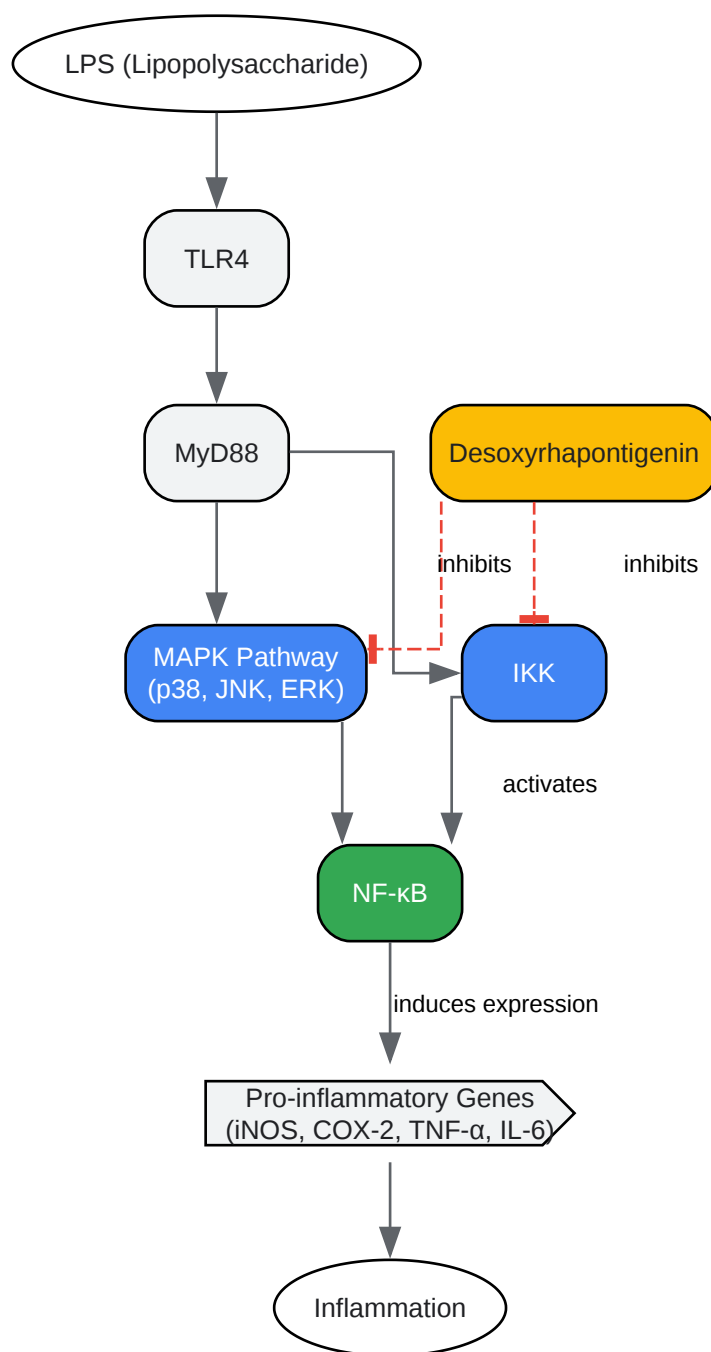 LPS (Lipopolysaccharide)
TLR4
MyD88
Desoxyrhapontigenin
inhibits
inhibits
MAPK Pathway
(p38, JNK, ERK)
IKK
activates
NF-κB
induces expression
Pro-inflammatory Genes
(iNOS, COX-2, TNF-α, IL-6)
Inflammation